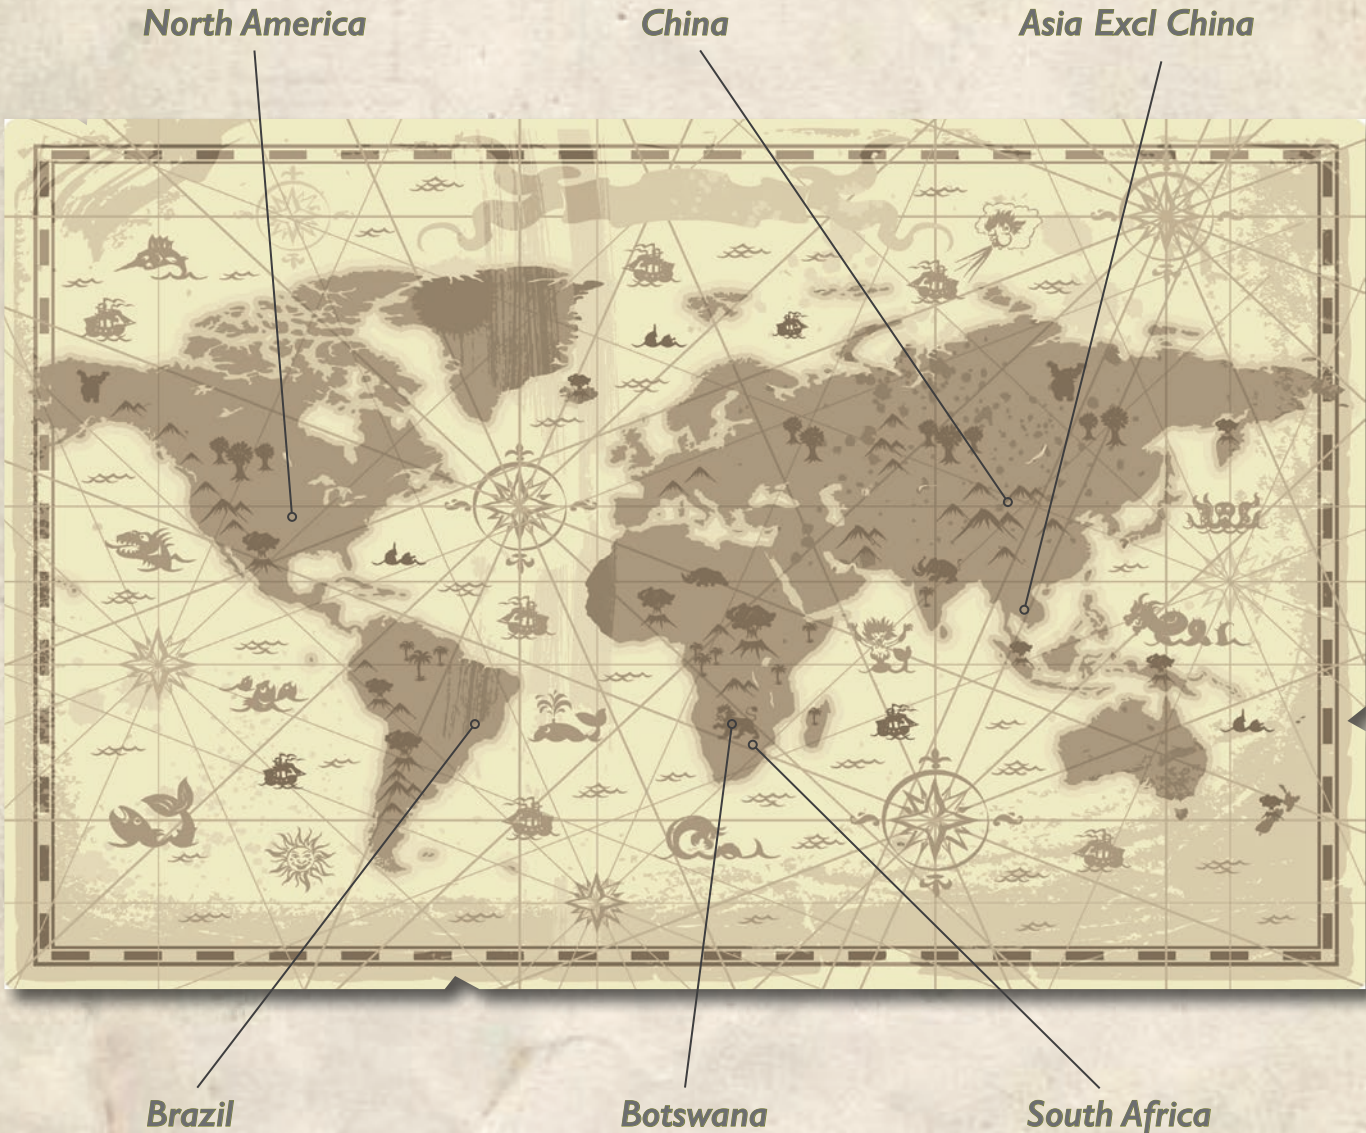 North America
China
Asia Excl China
Brazil
Botswana
South Africa